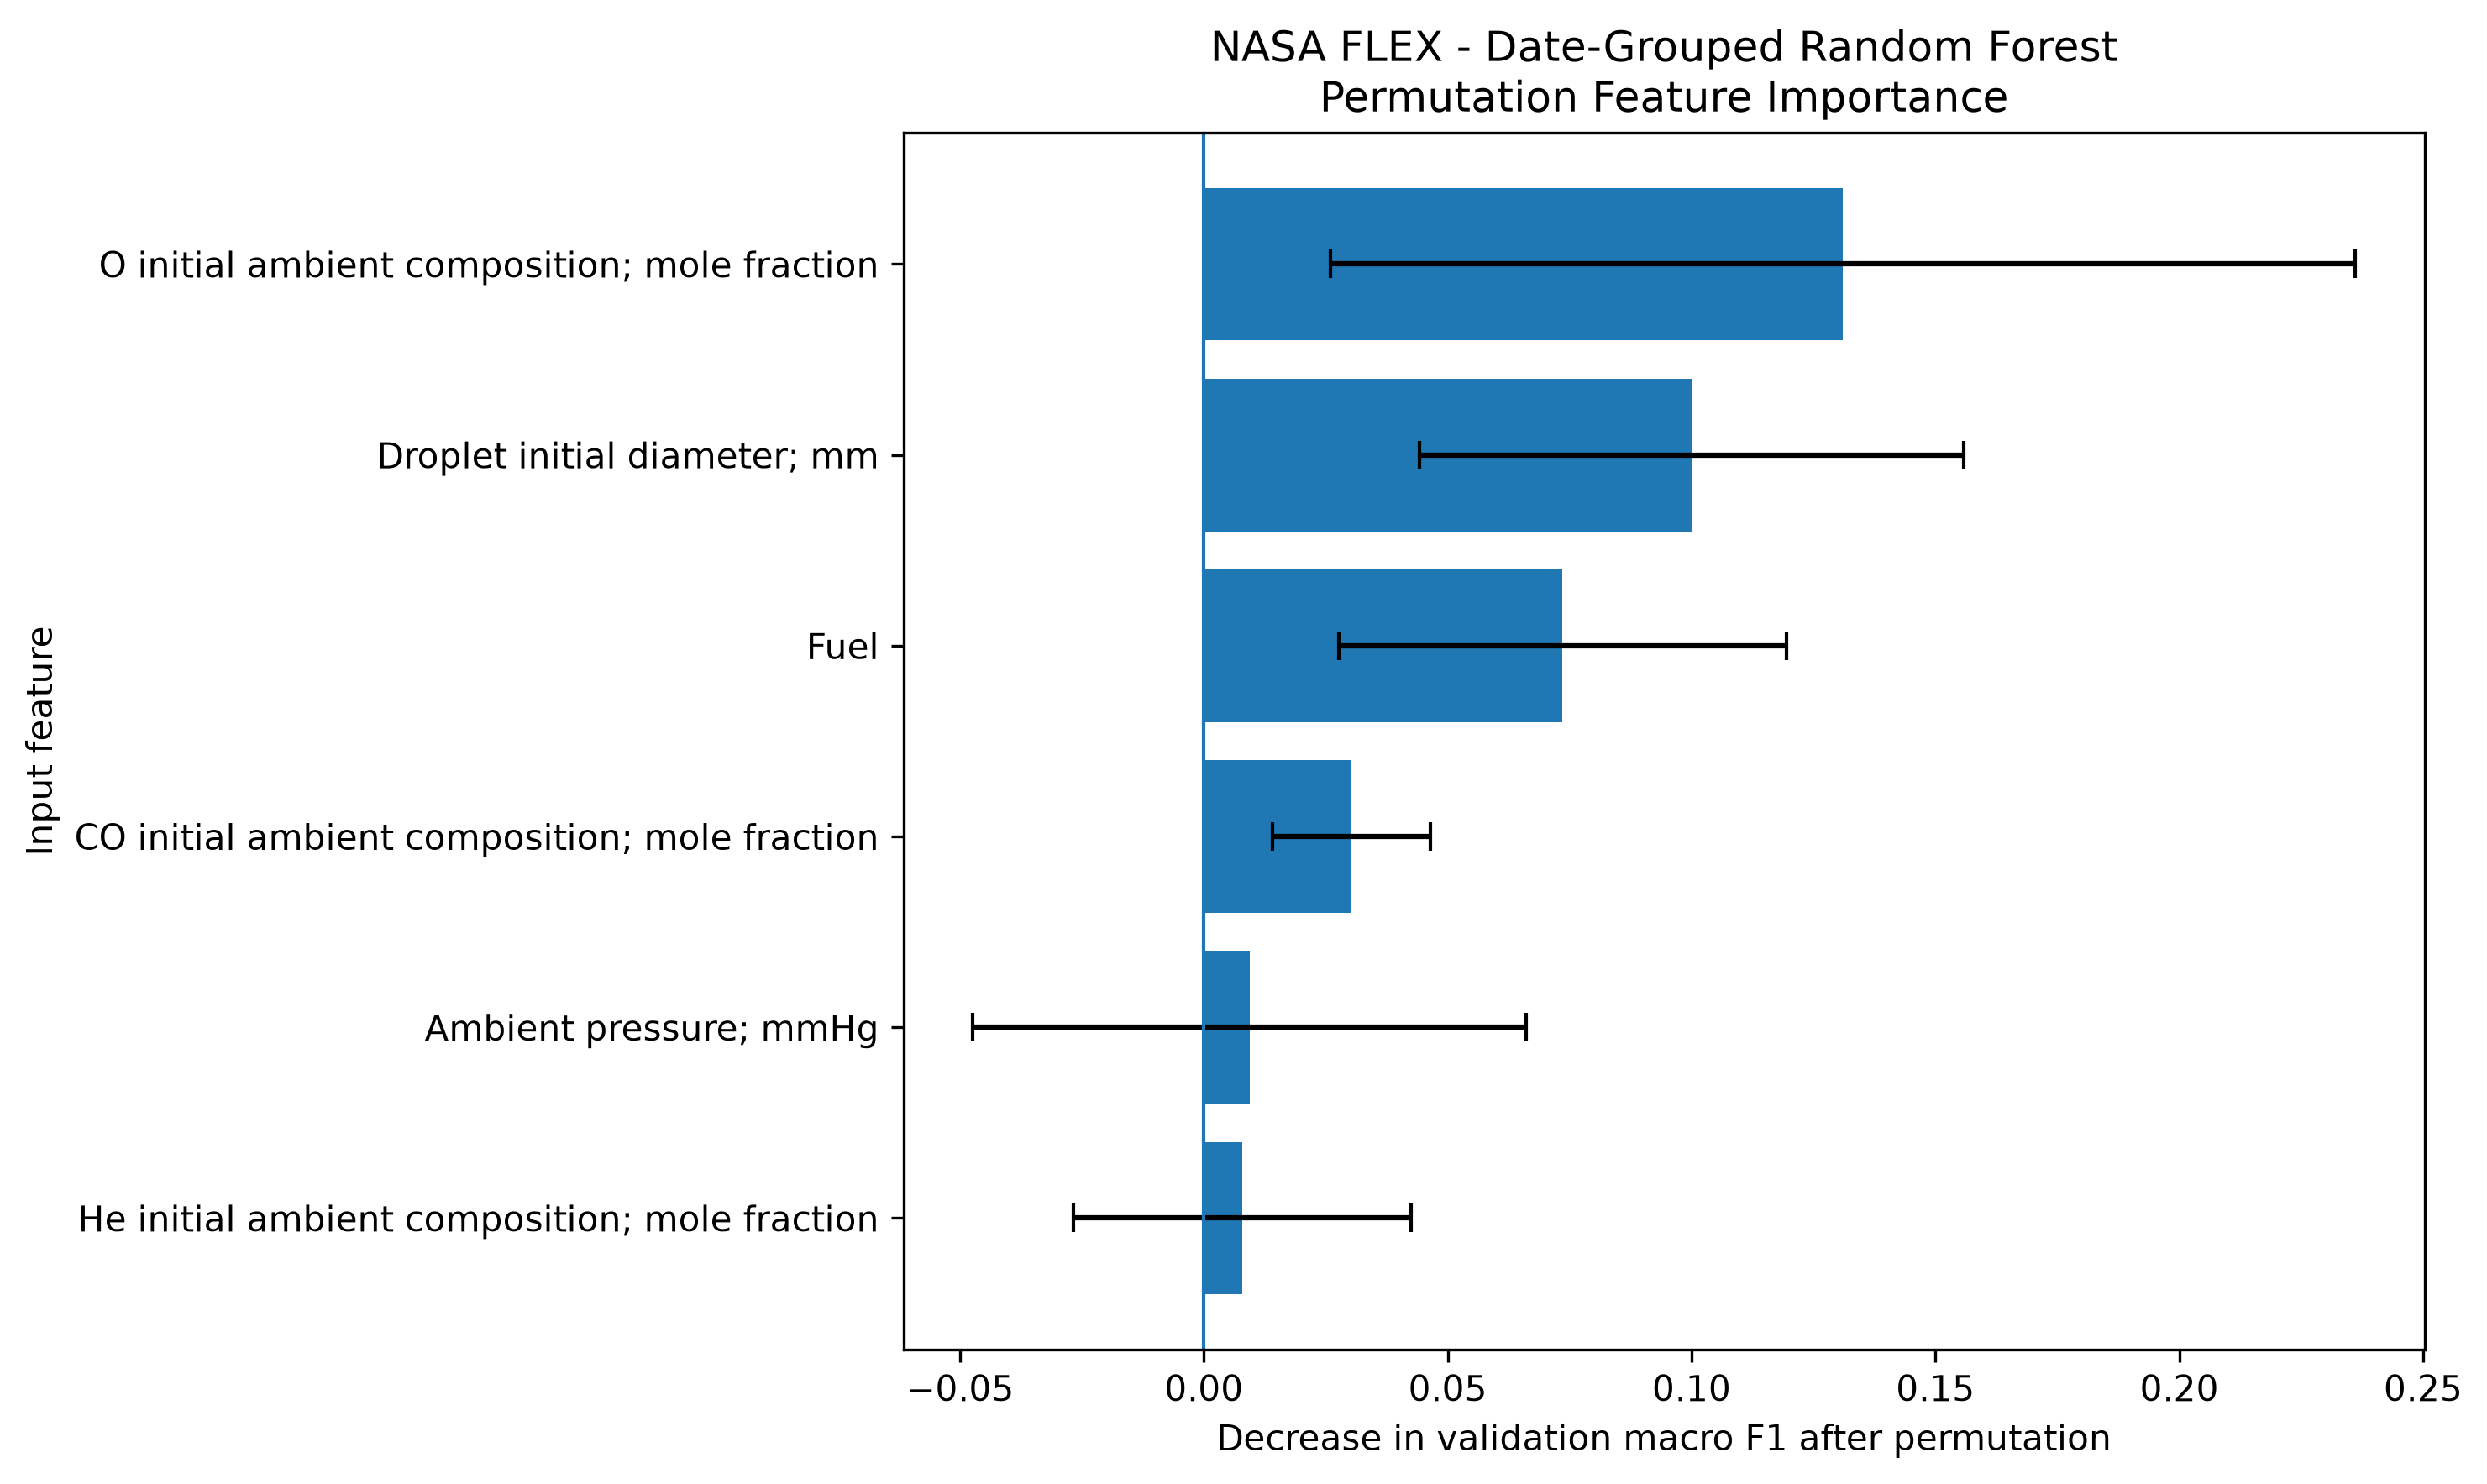 NASA FLEX - Date-Grouped Random Forest
Permutation Feature Importance
Input feature
O initial ambient composition; mole fraction
Droplet initial diameter; mm
Fuel
CO initial ambient composition; mole fraction
Ambient pressure; mmHg
He initial ambient composition; mole fraction
−0.05 0.00 0.05 0.10 0.15 0.20 0.25
Decrease in validation macro F1 after permutation